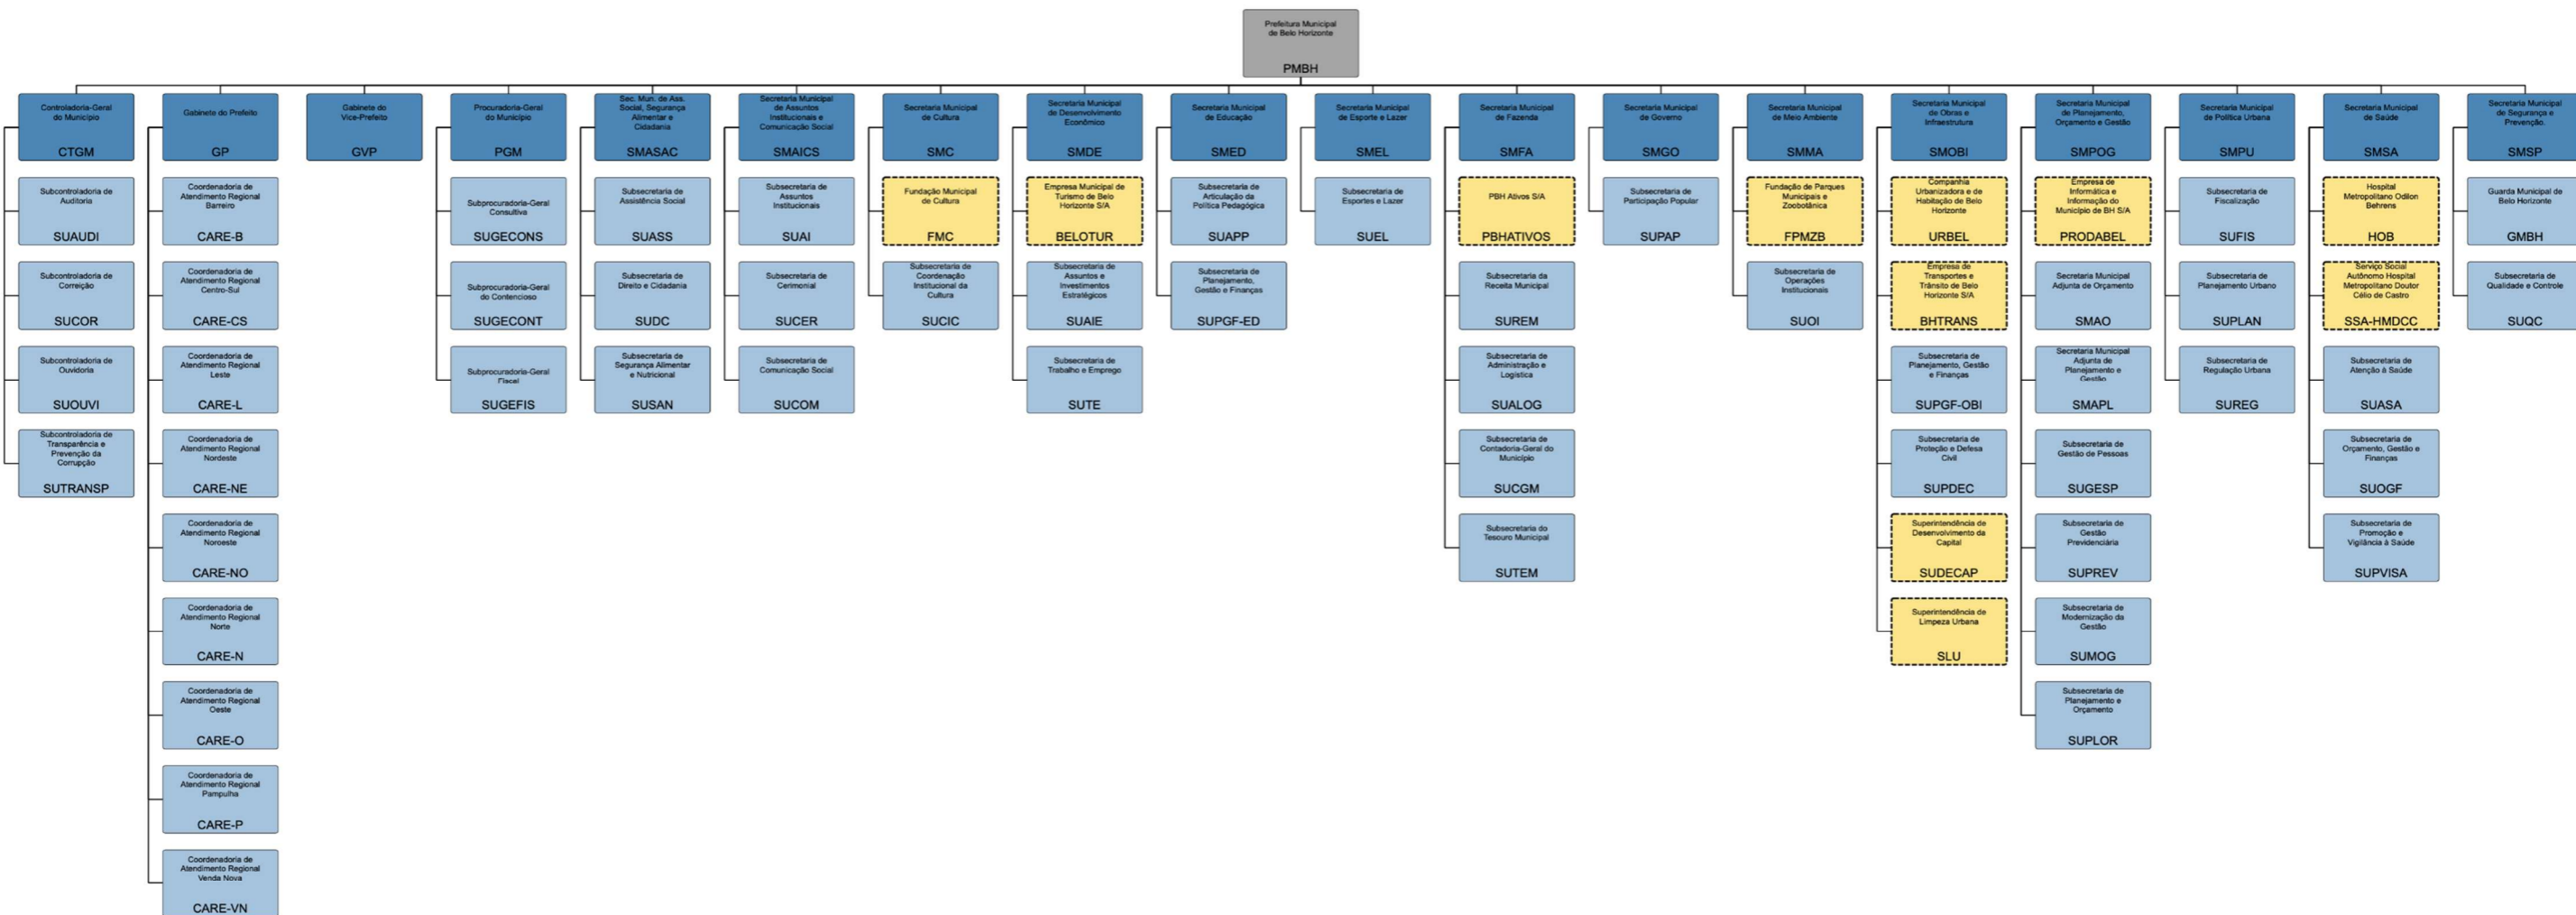 Prefeitura Municipal
de Belo Horizonte
PMBH
Controladoria-Geral
do Município
CTGM
Subcontroladoria de
Auditoria
SUAUDI
Subcontroladoria de
Correição
SUCOR
Subcontroladoria de
Ouvidoria
SUOUVI
Subcontroladoria de
Transparência e
Prevenção da
Corrupção
SUTRANSP
Gabinete do Prefeito
GP
Coordenadoria de
Atendimento Regional
Barreiro
CARE-B
Coordenadoria de
Atendimento Regional
Centro-Sul
CARE-CS
Coordenadoria de
Atendimento Regional
Leste
CARE-L
Coordenadoria de
Atendimento Regional
Nordeste
CARE-NE
Coordenadoria de
Atendimento Regional
Noroeste
CARE-NO
Coordenadoria de
Atendimento Regional
Norte
CARE-N
Coordenadoria de
Atendimento Regional
Oeste
CARE-O
Coordenadoria de
Atendimento Regional
Pampulha
CARE-P
Coordenadoria de
Atendimento Regional
Venda Nova
CARE-VN
Gabinete do
Vice-Prefeito
GVP
Procuradoria-Geral
do Município
PGM
Subprocuradoria-Geral
Consultiva
SUGECONS
Subprocuradoria-Geral
do Contencioso
SUGECONT
Subprocuradoria-Geral
Fiscal
SUGEFIS
Sec. Mun. de Ass.
Social, Segurança
Alimentar e
Cidadania
SMASAC
Subsecretaria de
Assistência Social
SUASS
Subsecretaria de
Direito e Cidadania
SUDC
Subsecretaria de
Segurança Alimentar
e Nutricional
SUSAN
Secretaria Municipal
de Assuntos
Institucionais e
Comunicação Social
SMAICS
Subsecretaria de
Assuntos
Institucionais
SUAI
Subsecretaria de
Cerimonial
SUCER
Subsecretaria de
Comunicação Social
SUCOM
Secretaria Municipal
de Cultura
SMC
Fundação Municipal
de Cultura
FMC
Subsecretaria de
Coordenação
Institucional da
Cultura
SUCIC
Secretaria Municipal
de Desenvolvimento
Econômico
SMDE
Empresa Municipal de
Turismo de Belo
Horizonte S/A
BELOTUR
Subsecretaria de
Assuntos e
Investimentos
Estratégicos
SUAIE
Subsecretaria de
Trabalho e Emprego
SUTE
Secretaria Municipal
de Educação
SMED
Subsecretaria de
Articulação da
Política Pedagógica
SUAPP
Subsecretaria de
Planejamento,
Gestão e Finanças
SUPGF-ED
Secretaria Municipal
de Esporte e Lazer
SMEL
Subsecretaria de
Esportes e Lazer
SUEL
Secretaria Municipal
de Fazenda
SMFA
PBH Ativos S/A
PBHATIVOS
Subsecretaria da
Receita Municipal
SUREM
Subsecretaria de
Administração e
Logística
SUALOG
Subsecretaria de
Contadoria-Geral do
Município
SUCGM
Subsecretaria do
Tesouro Municipal
SUTEM
Secretaria Municipal
de Governo
SMGO
Subsecretaria de
Participação Popular
SUPAP
Secretaria Municipal
de Meio Ambiente
SMMA
Fundação de Parques
Municipais e
Zoobotânica
FPMZB
Subsecretaria de
Operações
Institucionais
SUOI
Secretaria Municipal
de Obras e
Infraestrutura
SMOBI
Companhia
Urbanizadora e de
Habitação de Belo
Horizonte
URBEL
Empresa de
Transportes e
Trânsito de Belo
Horizonte S/A
BHTRANS
Subsecretaria de
Planejamento, Gestão
e Finanças
SUPGF-OBI
Subsecretaria de
Proteção e Defesa
Civil
SUPDEC
Superintendência de
Desenvolvimento da
Capital
SUDECAP
Superintendência de
Limpeza Urbana
SLU
Secretaria Municipal
de Planejamento,
Orçamento e Gestão
SMPOG
Empresa de
Informática e
Informação do
Município de BH S/A
PRODABEL
Secretaria Municipal
Adjunta de Orçamento
SMAO
Secretaria Municipal
Adjunta de
Planejamento e
Gestão
SMAPL
Subsecretaria de
Gestão de Pessoas
SUGESP
Subsecretaria de
Gestão
Previdenciária
SUPREV
Subsecretaria de
Modernização da
Gestão
SUMOG
Subsecretaria de
Planejamento e
Orçamento
SUPLOR
Secretaria Municipal
de Política Urbana
SMPU
Subsecretaria de
Fiscalização
SUFIS
Subsecretaria de
Planejamento Urbano
SUPLAN
Subsecretaria de
Regulação Urbana
SUREG
Secretaria Municipal
de Saúde
SMSA
Hospital
Metropolitano Odilon
Behrens
HOB
Serviço Social
Autônomo Hospital
Metropolitano Doutor
Célio de Castro
SSA-HMDCC
Subsecretaria de
Atenção à Saúde
SUASA
Subsecretaria de
Orçamento, Gestão e
Finanças
SUOGF
Subsecretaria de
Promoção e
Vigilância à Saúde
SUPVISA
Secretaria Municipal
de Segurança e
Prevenção.
SMSP
Guarda Municipal de
Belo Horizonte
GMBH
Subsecretaria de
Qualidade e Controle
SUQC